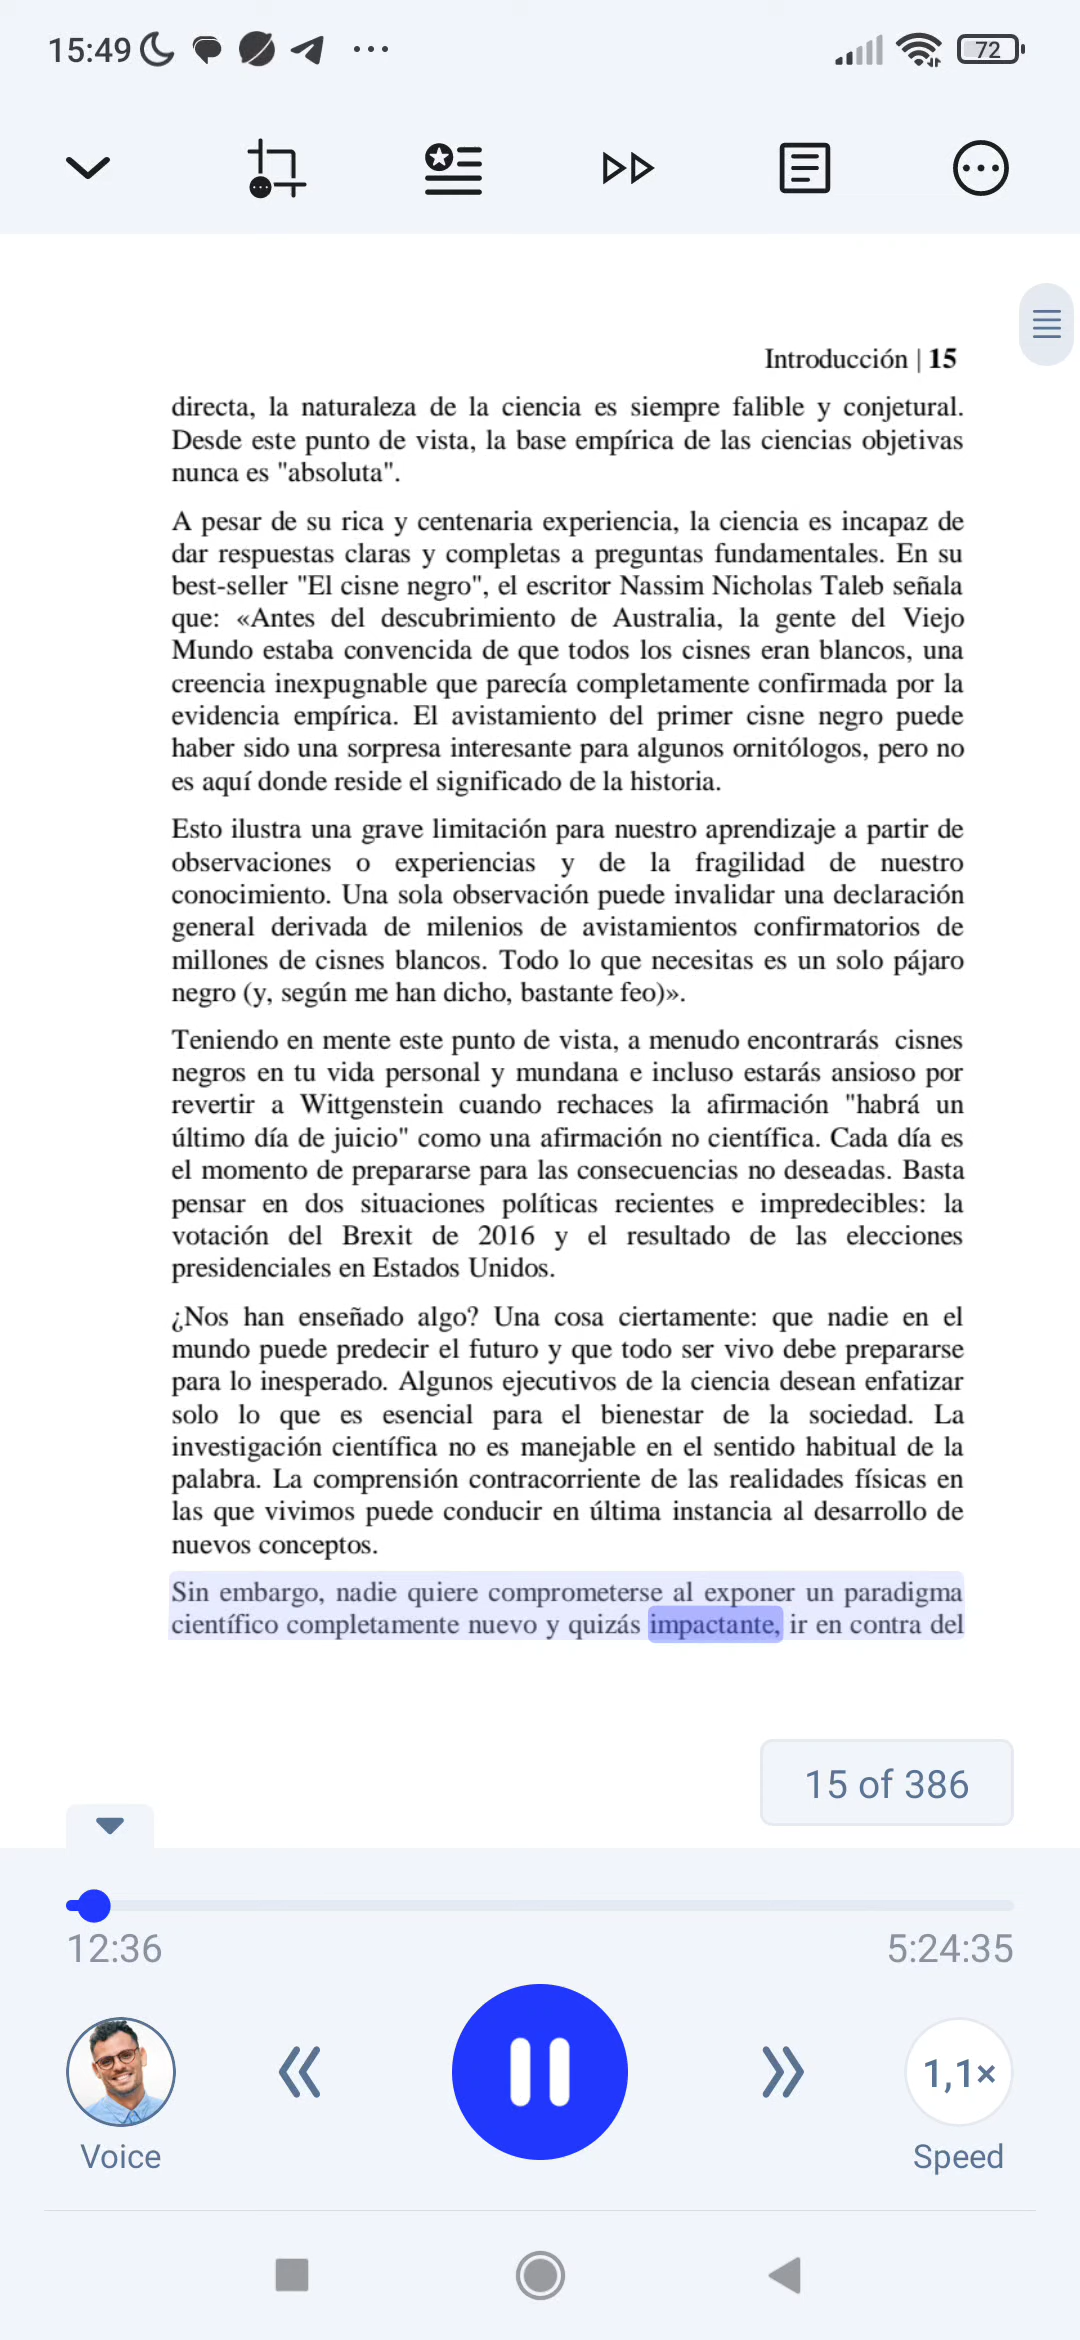 15:49
72
Introducción | 15
directa, la naturaleza de la ciencia es siempre falible y conjetural.
Desde este punto de vista, la base empírica de las ciencias objetivas
nunca es "absoluta".
A pesar de su rica y centenaria experiencia, la ciencia es incapaz de
dar respuestas claras y completas a preguntas fundamentales. En su
best-seller "El cisne negro", el escritor Nassim Nicholas Taleb señala
que: «Antes del descubrimiento de Australia, la gente del Viejo
Mundo estaba convencida de que todos los cisnes eran blancos, una
creencia inexpugnable que parecía completamente confirmada por la
evidencia empírica. El avistamiento del primer cisne negro puede
haber sido una sorpresa interesante para algunos ornitólogos, pero no
es aquí donde reside el significado de la historia.
Esto ilustra una grave limitación para nuestro aprendizaje a partir de
observaciones o experiencias y de la fragilidad de nuestro
conocimiento. Una sola observación puede invalidar una declaración
general derivada de milenios de avistamientos confirmatorios de
millones de cisnes blancos. Todo lo que necesitas es un solo pájaro
negro (y, según me han dicho, bastante feo)».
Teniendo en mente este punto de vista, a menudo encontrarás cisnes
negros en tu vida personal y mundana e incluso estarás ansioso por
revertir a Wittgenstein cuando rechaces la afirmación "habrá un
último día de juicio" como una afirmación no científica. Cada día es
el momento de prepararse para las consecuencias no deseadas. Basta
pensar en dos situaciones políticas recientes e impredecibles: la
votación del Brexit de 2016 y el resultado de las elecciones
presidenciales en Estados Unidos.
¿Nos han enseñado algo? Una cosa ciertamente: que nadie en el
mundo puede predecir el futuro y que todo ser vivo debe prepararse
para lo inesperado. Algunos ejecutivos de la ciencia desean enfatizar
solo lo que es esencial para el bienestar de la sociedad. La
investigación científica no es manejable en el sentido habitual de la
palabra. La comprensión contracorriente de las realidades físicas en
las que vivimos puede conducir en última instancia al desarrollo de
nuevos conceptos.
Sin embargo, nadie quiere comprometerse al exponer un paradigma
científico completamente nuevo y quizás impactante, ir en contra del
15 of 386
12:36
5:24:35
1,1×
Voice
Speed